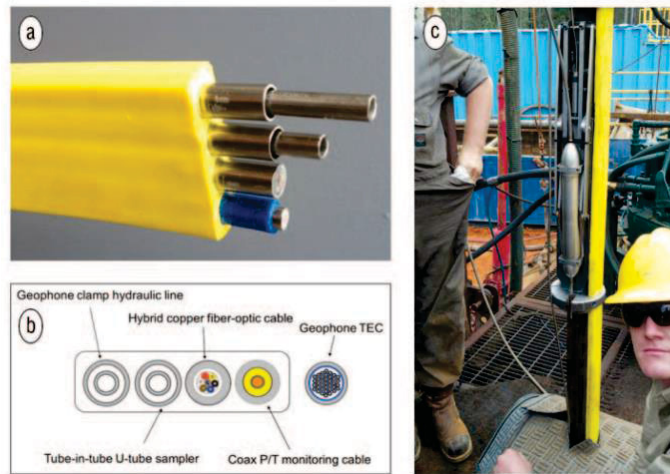 a
c
b
Geophone clamp hydraulic line
Hybrid copper fiber-optic cable
Geophone TEC
Tube-in-tube U-tube sampler
Coax P/T monitoring cable